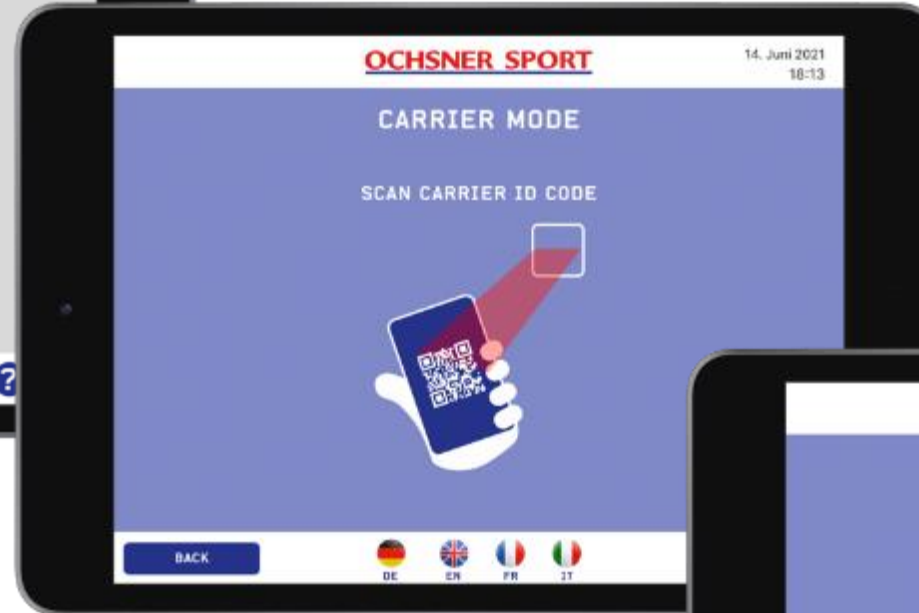 OCHSNER SPORT
14. Juni 2021
18:13
CARRIER MODE
SCAN CARRIER ID CODE
?
BACK
DE EN FR IT